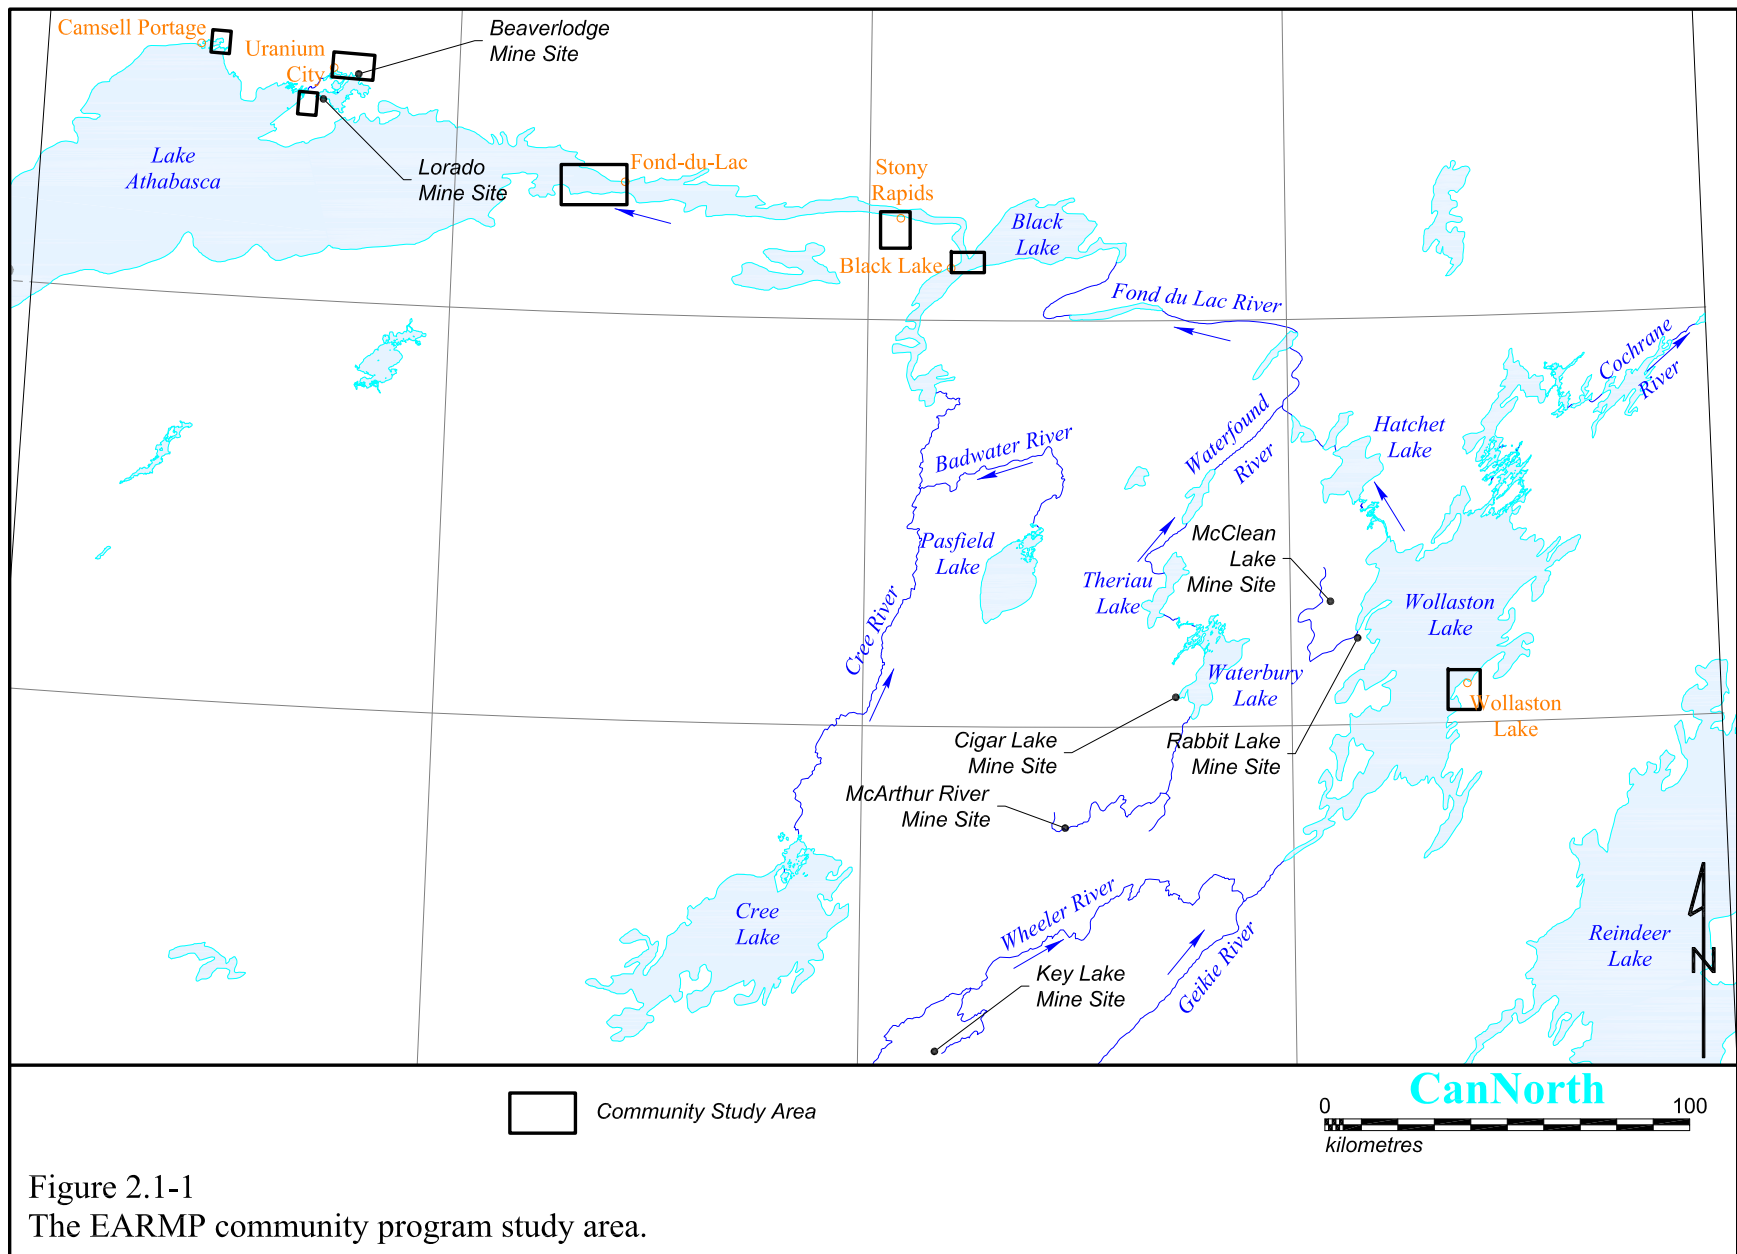 Camsell Portage
Uranium
City
Beaverlodge
Mine Site
Lake
Athabasca
Lorado
Mine Site
Fond-du-Lac
Stony
Rapids
Black
Lake
Black Lake
Fond du Lac River
Cochrane
River
Hatchet
Lake
Waterfound
River
Badwater River
Pasfield
Lake
McClean
Lake
Mine Site
Theriau
Lake
Wollaston
Lake
Cree River
Waterbury
Lake
Wollaston
Lake
Cigar Lake
Mine Site
Rabbit Lake
Mine Site
McArthur River
Mine Site
Cree
Lake
Wheeler River
Key Lake
Mine Site
Geikie River
Reindeer
Lake
N
Community Study Area
CanNorth
0 100
kilometres
Figure 2.1-1
The EARMP community program study area.